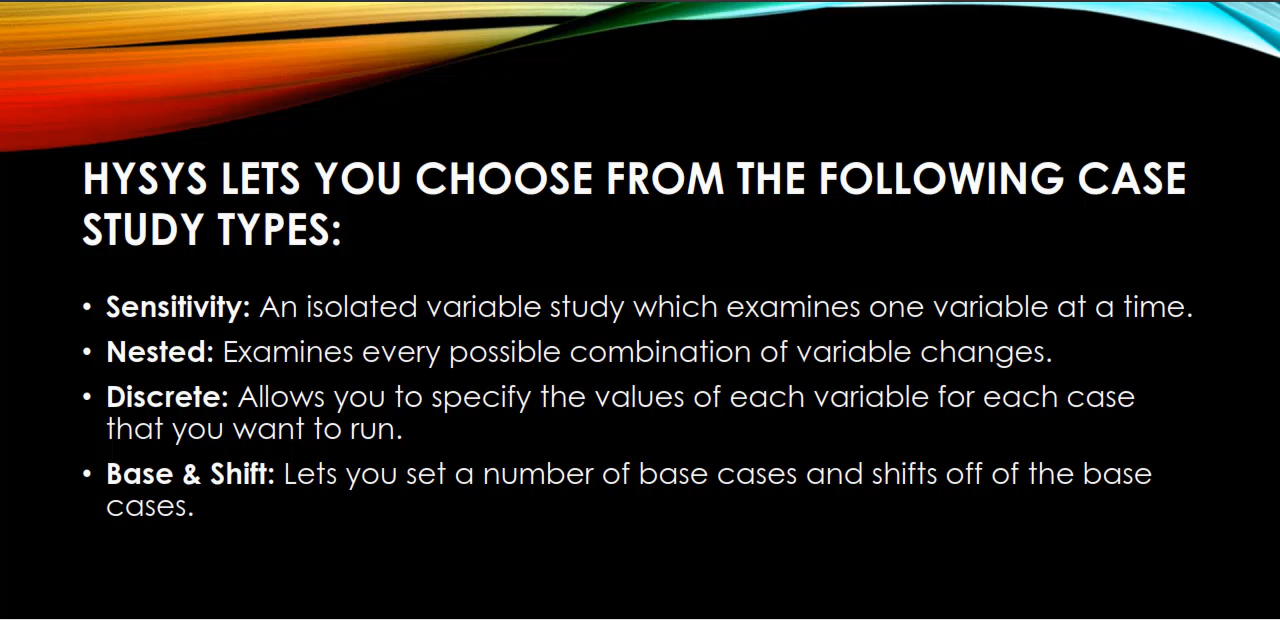 HYSYS LETS YOU CHOOSE FROM THE FOLLOWING CASE
STUDY TYPES:
• Sensitivity: An isolated variable study which examines one variable at a time.
• Nested: Examines every possible combination of variable changes.
• Discrete: Allows you to specify the values of each variable for each case
that you want to run.
• Base & Shift: Lets you set a number of base cases and shifts off of the base
cases.